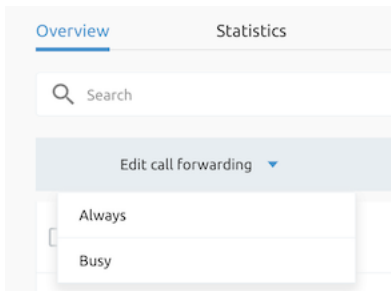 Overview Statistics
Search
Edit call forwarding
Always
Busy